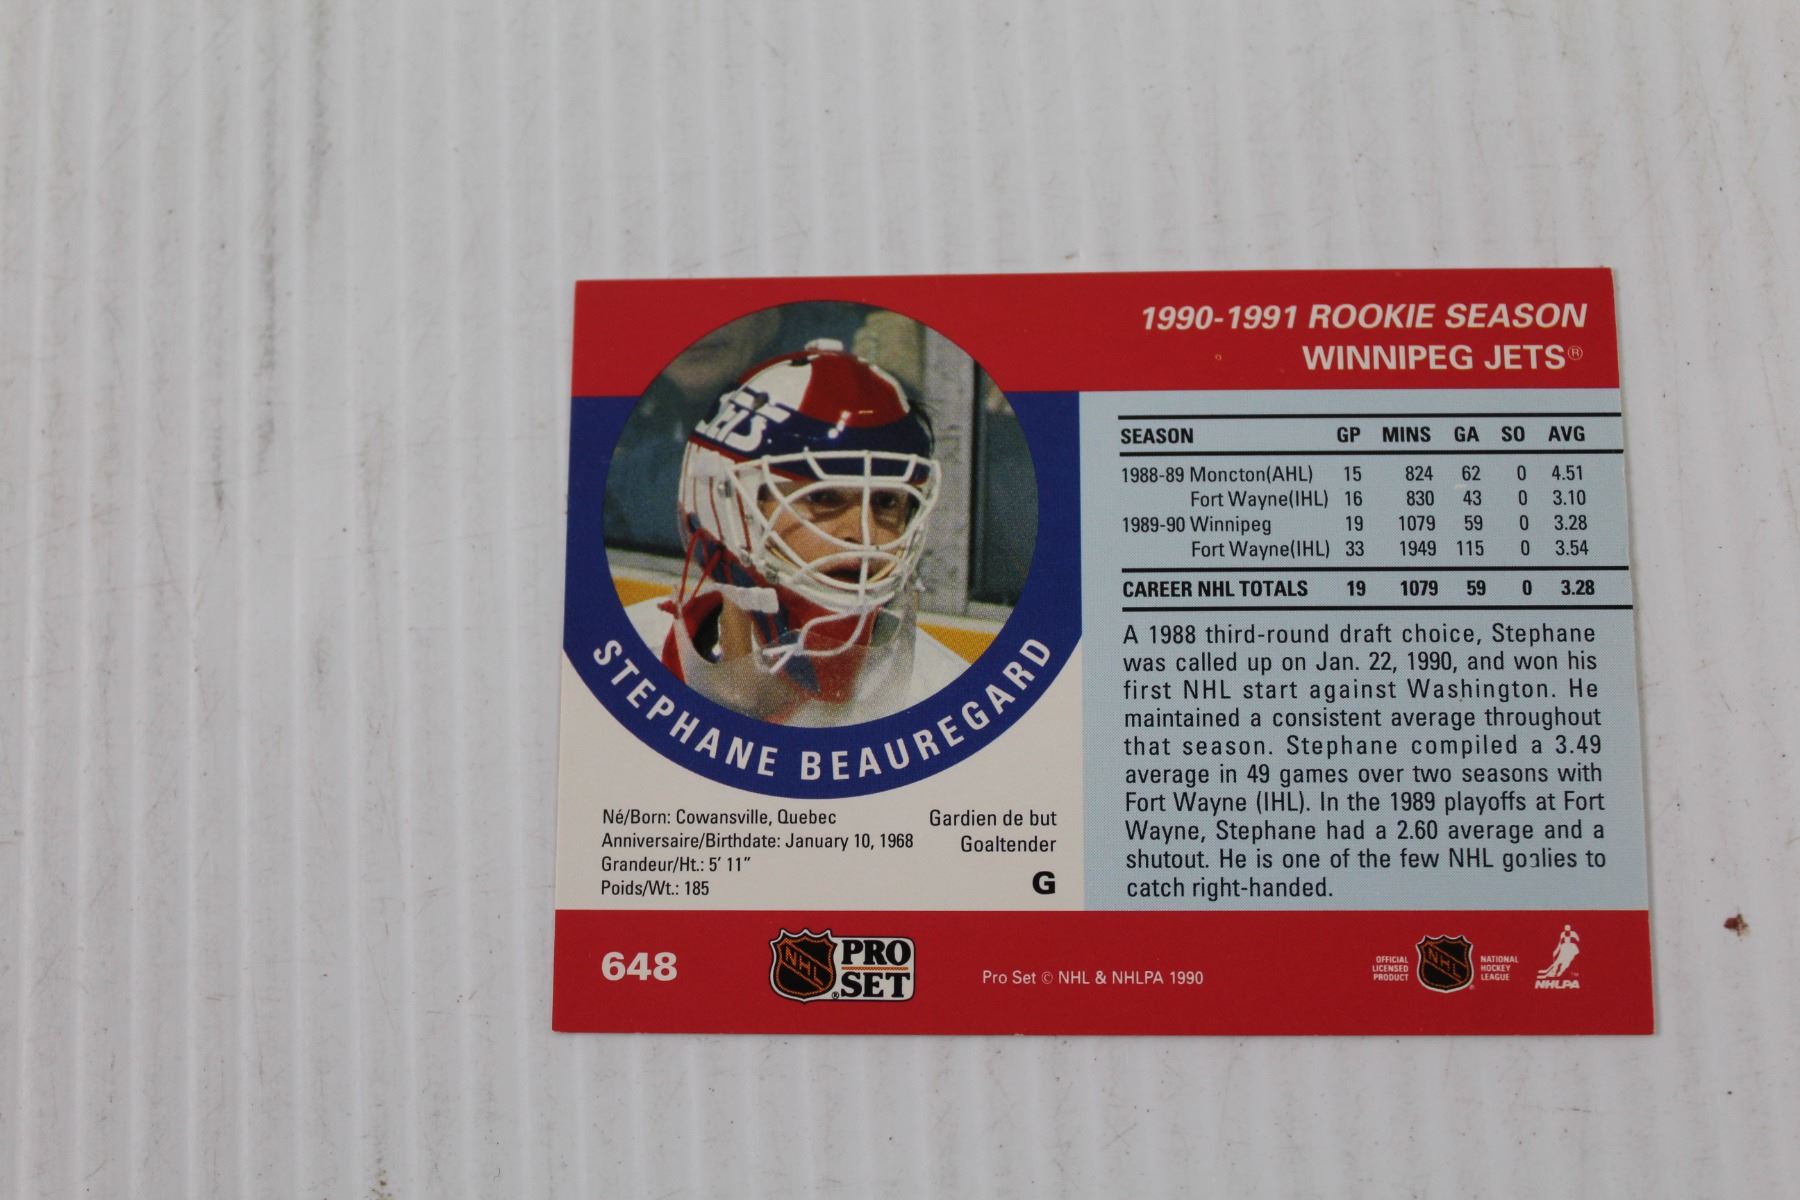 1990-1991 ROOKIE SEASON
WINNIPEG JETS®
JETS
STEPHANE BEAUREGARD
Né/Born: Cowansville, Quebec
Anniversaire/Birthdate: January 10, 1968
Grandeur/Ht.: 5' 11"
Poids/Wt.: 185
Gardien de but
Goaltender
G
SEASON GP MINS GA SO AVG
1988-89 Moncton(AHL) 15 824 62 0 4.51
Fort Wayne(IHL) 16 830 43 0 3.10
1989-90 Winnipeg 19 1079 59 0 3.28
Fort Wayne(IHL) 33 1949 115 0 3.54
CAREER NHL TOTALS 19 1079 59 0 3.28
A 1988 third-round draft choice, Stephane
was called up on Jan. 22, 1990, and won his
first NHL start against Washington. He
maintained a consistent average throughout
that season. Stephane compiled a 3.49
average in 49 games over two seasons with
Fort Wayne (IHL). In the 1989 playoffs at Fort
Wayne, Stephane had a 2.60 average and a
shutout. He is one of the few NHL goalies to
catch right-handed.
648
NHL
PRO
SET
®
Pro Set © NHL & NHLPA 1990
OFFICIAL
LICENSED
PRODUCT
NHL
®
NATIONAL
HOCKEY
LEAGUE
™
NHLPA